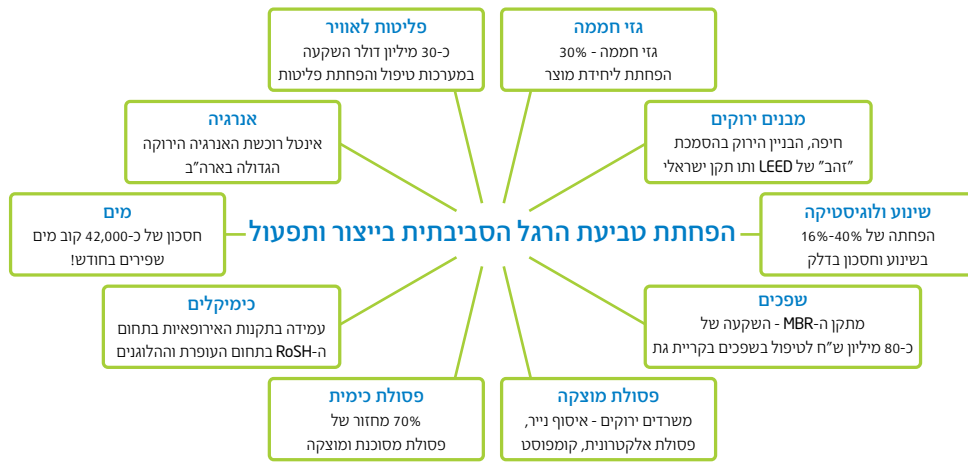 גזי חממה
גזי חממה - 30%
הפחתת ליחידת מוצר
פליטות לאוויר
כ-30 מיליון דולר השקעה
במערכות טיפול והפחתת פליטות
מבנים ירוקים
חיפה, הבניין הירוק בהסמכת
"זהב" של LEED ותו תקן ישראלי
אנרגיה
אינטל רוכשת האנרגיה הירוקה
הגדולה בארה"ב
שינוע ולוגיסטיקה
הפחתה של 16%-40%
בשינוע וחסכון בדלק
הפחתת טביעת הרגל הסביבתית בייצור ותפעול
מים
חסכון של כ-42,000 קוב מים
שפירים בחודש!
שפכים
מתקן ה-MBR - השקעה של
כ-80 מיליון ש"ח לטיפול בשפכים בקריית גת
כימיקלים
עמידה בתקנות האירופאיות בתחום
ה-RoSH בתחום העופרת וההלוגנים
פסולת מוצקה
משרדים ירוקים - איסוף נייר,
פסולת אלקטרונית, קומפוסט
פסולת כימית
70% מחזור של
פסולת מסוכנת ומוצקה